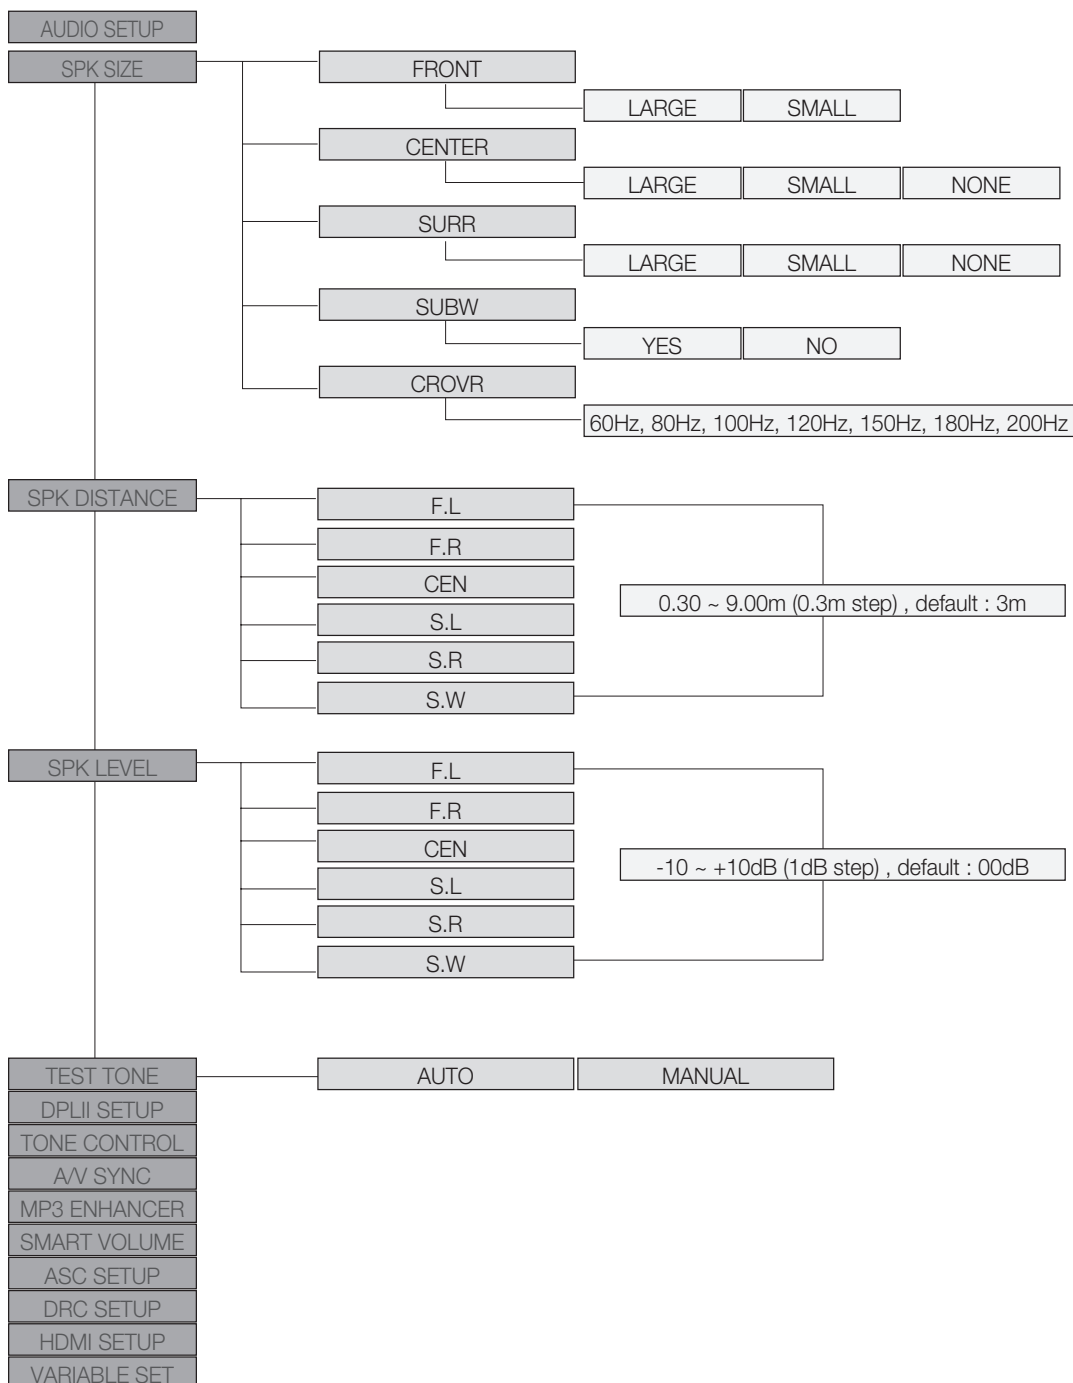 AUDIO SETUP
SPK SIZE
FRONT
LARGE SMALL
CENTER
LARGE SMALL NONE
SURR
LARGE SMALL NONE
SUBW
YES NO
CROVR
60Hz, 80Hz, 100Hz, 120Hz, 150Hz, 180Hz, 200Hz
SPK DISTANCE
F.L
F.R
CEN
S.L
S.R
S.W
0.30 ~ 9.00m (0.3m step) , default : 3m
SPK LEVEL
F.L
F.R
CEN
S.L
S.R
S.W
-10 ~ +10dB (1dB step) , default : 00dB
TEST TONE
AUTO MANUAL
DPLII SETUP
TONE CONTROL
A/V SYNC
MP3 ENHANCER
SMART VOLUME
ASC SETUP
DRC SETUP
HDMI SETUP
VARIABLE SET